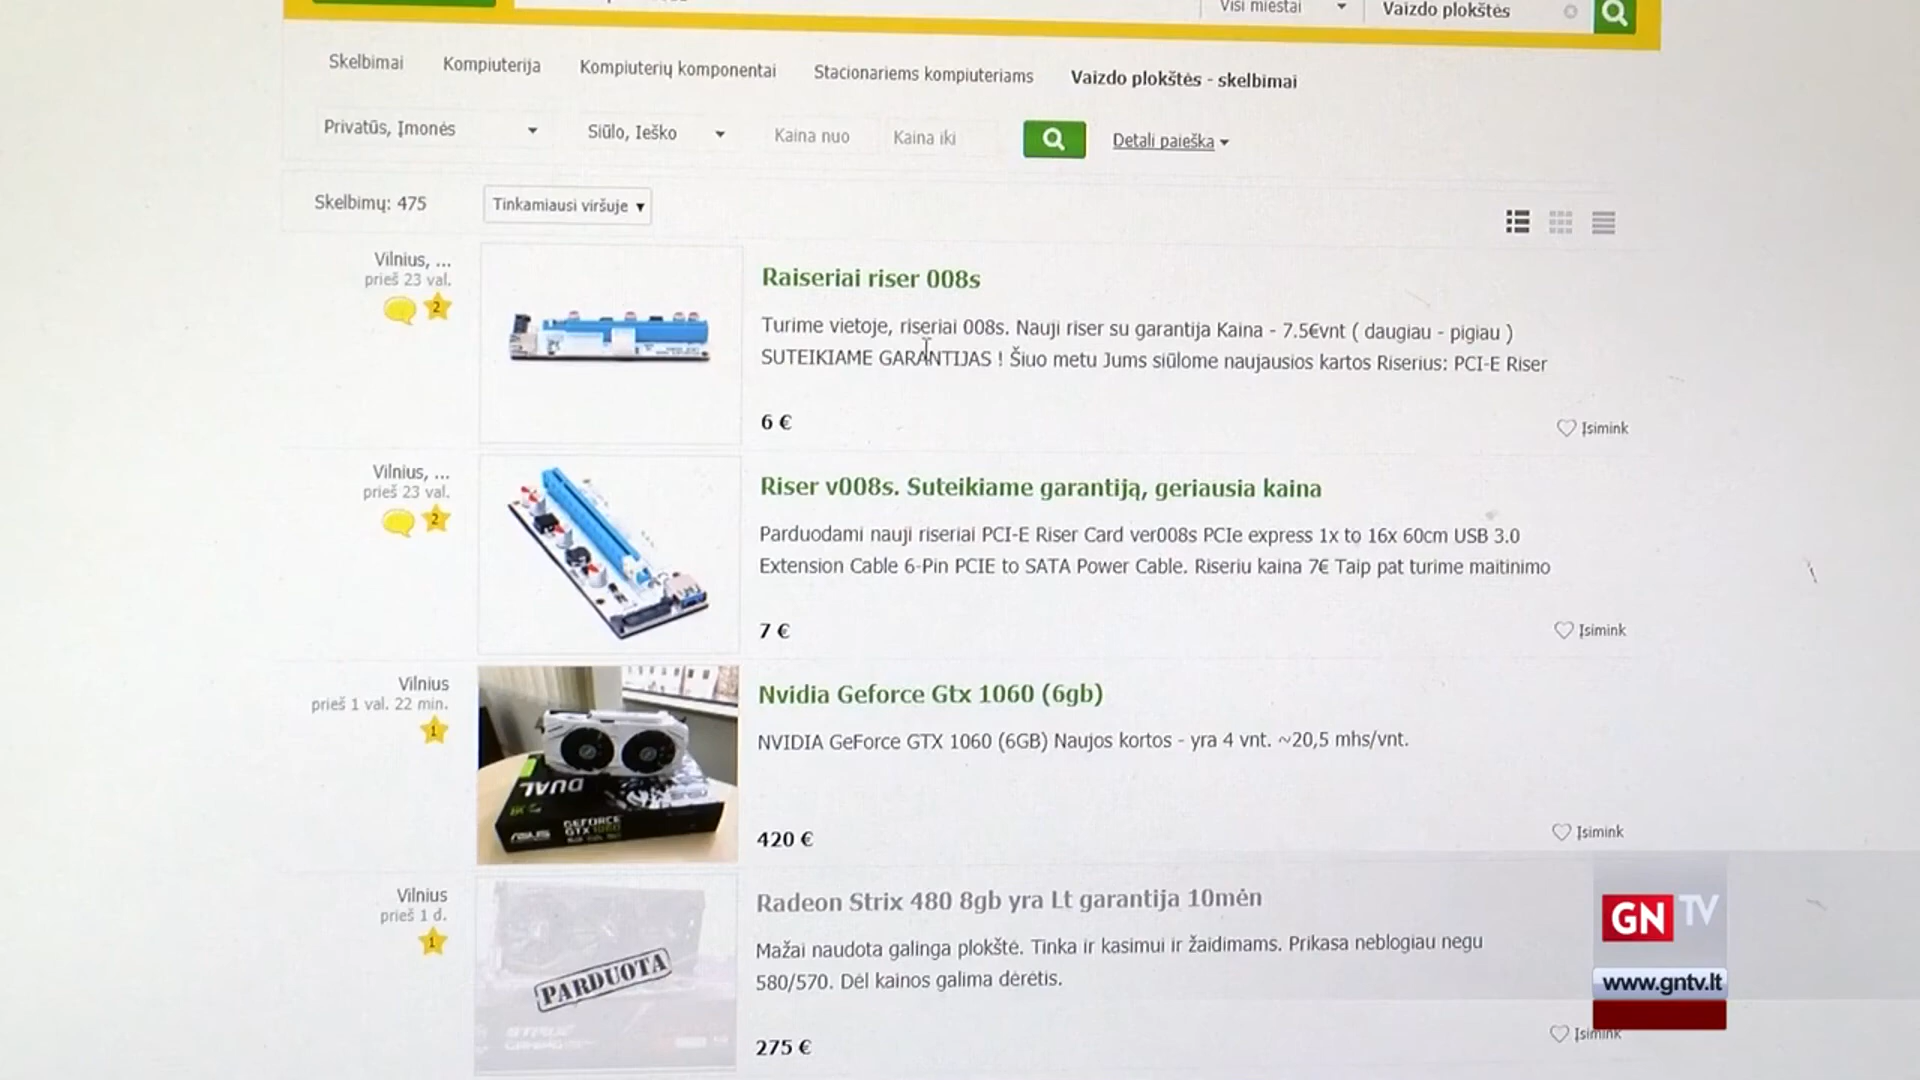 Visi miestai
Vaizdo plokštės
Skelbimai
Kompiuterija
Kompiuterių komponentai
Stacionariems kompiuteriams
Vaizdo plokštės - skelbimai
Privatūs, Įmonės
Siūlo, Ieško
Kaina nuo
Kaina iki
Detali paieška
Skelbimų: 475
Tinkamiausi viršuje
Vilnius, ...
prieš 23 val.
2
Raiseriai riser 008s
Turime vietoje, riseriai 008s. Nauji riser su garantija Kaina - 7.5€vnt ( daugiau - pigiau )
SUTEIKIAME GARANTIJAS ! Šiuo metu Jums siūlome naujausios kartos Riserius: PCI-E Riser
6 €
Įsimink
Vilnius, ...
prieš 23 val.
2
Riser v008s. Suteikiame garantiją, geriausia kaina
Parduodami nauji riseriai PCI-E Riser Card ver008s PCIe express 1x to 16x 60cm USB 3.0
Extension Cable 6-Pin PCIE to SATA Power Cable. Riseriu kaina 7€ Taip pat turime maitinimo
7 €
Įsimink
Vilnius
prieš 1 val. 22 min.
1
DUAL
ASUS
GEFORCE
GTX 1060
Nvidia Geforce Gtx 1060 (6gb)
NVIDIA GeForce GTX 1060 (6GB) Naujos kortos - yra 4 vnt. ~20,5 mhs/vnt.
420 €
Įsimink
Vilnius
prieš 1 d.
1
PARDUOTA
STRIX
GAMING
Radeon Strix 480 8gb yra Lt garantija 10mėn
Mažai naudota galinga plokštė. Tinka ir kasimui ir žaidimams. Prikasa neblogiau negu
580/570. Dėl kainos galima dėrėtis.
275 €
Įsimink
GN TV
www.gntv.lt